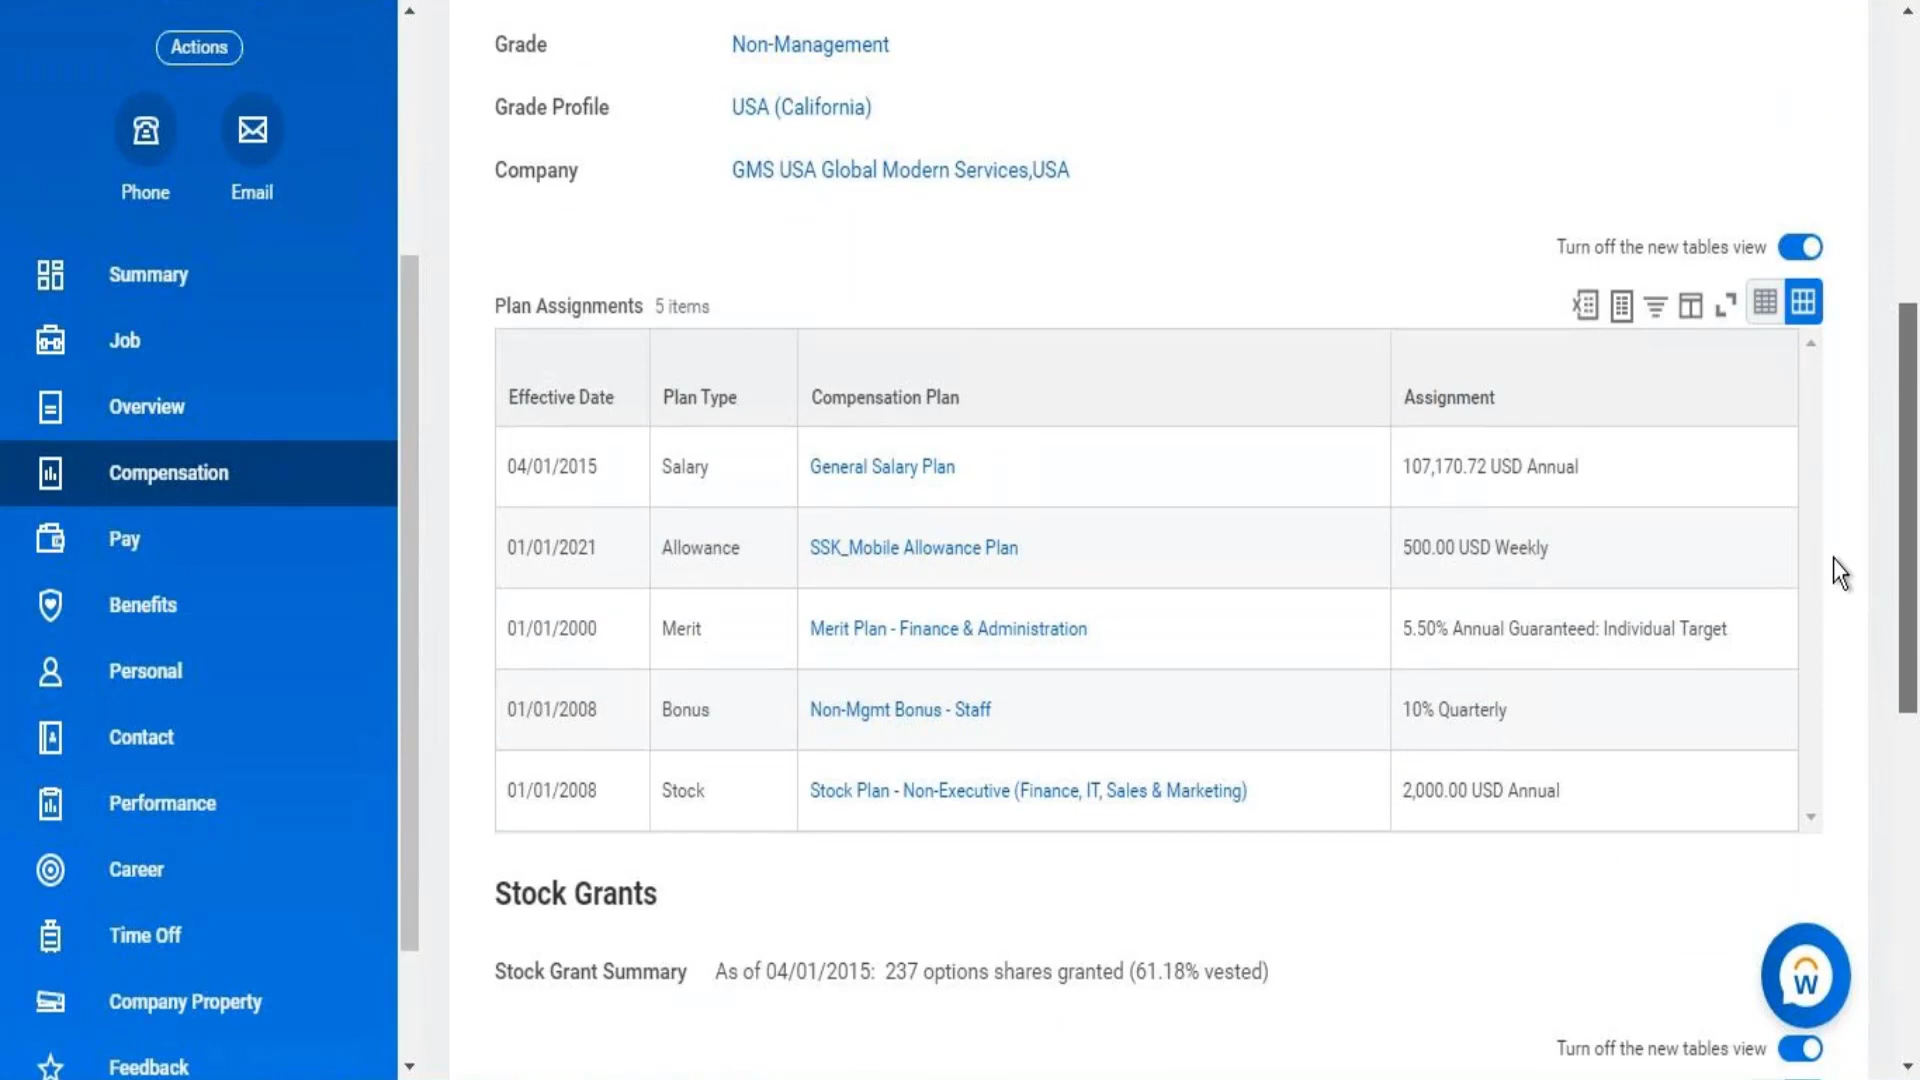 Actions
Phone
Email
Summary
Job
Overview
Compensation
Pay
Benefits
Personal
Contact
Performance
Career
Time Off
Company Property
Feedback
Grade Non-Management
Grade Profile USA (California)
Company GMS USA Global Modern Services,USA
Turn off the new tables view
Plan Assignments 5 items
Effective Date Plan Type Compensation Plan Assignment
04/01/2015 Salary General Salary Plan 107,170.72 USD Annual
01/01/2021 Allowance SSK_Mobile Allowance Plan 500.00 USD Weekly
01/01/2000 Merit Merit Plan - Finance & Administration 5.50% Annual Guaranteed: Individual Target
01/01/2008 Bonus Non-Mgmt Bonus - Staff 10% Quarterly
01/01/2008 Stock Stock Plan - Non-Executive (Finance, IT, Sales & Marketing) 2,000.00 USD Annual
Stock Grants
Stock Grant Summary As of 04/01/2015: 237 options shares granted (61.18% vested)
W
Turn off the new tables view